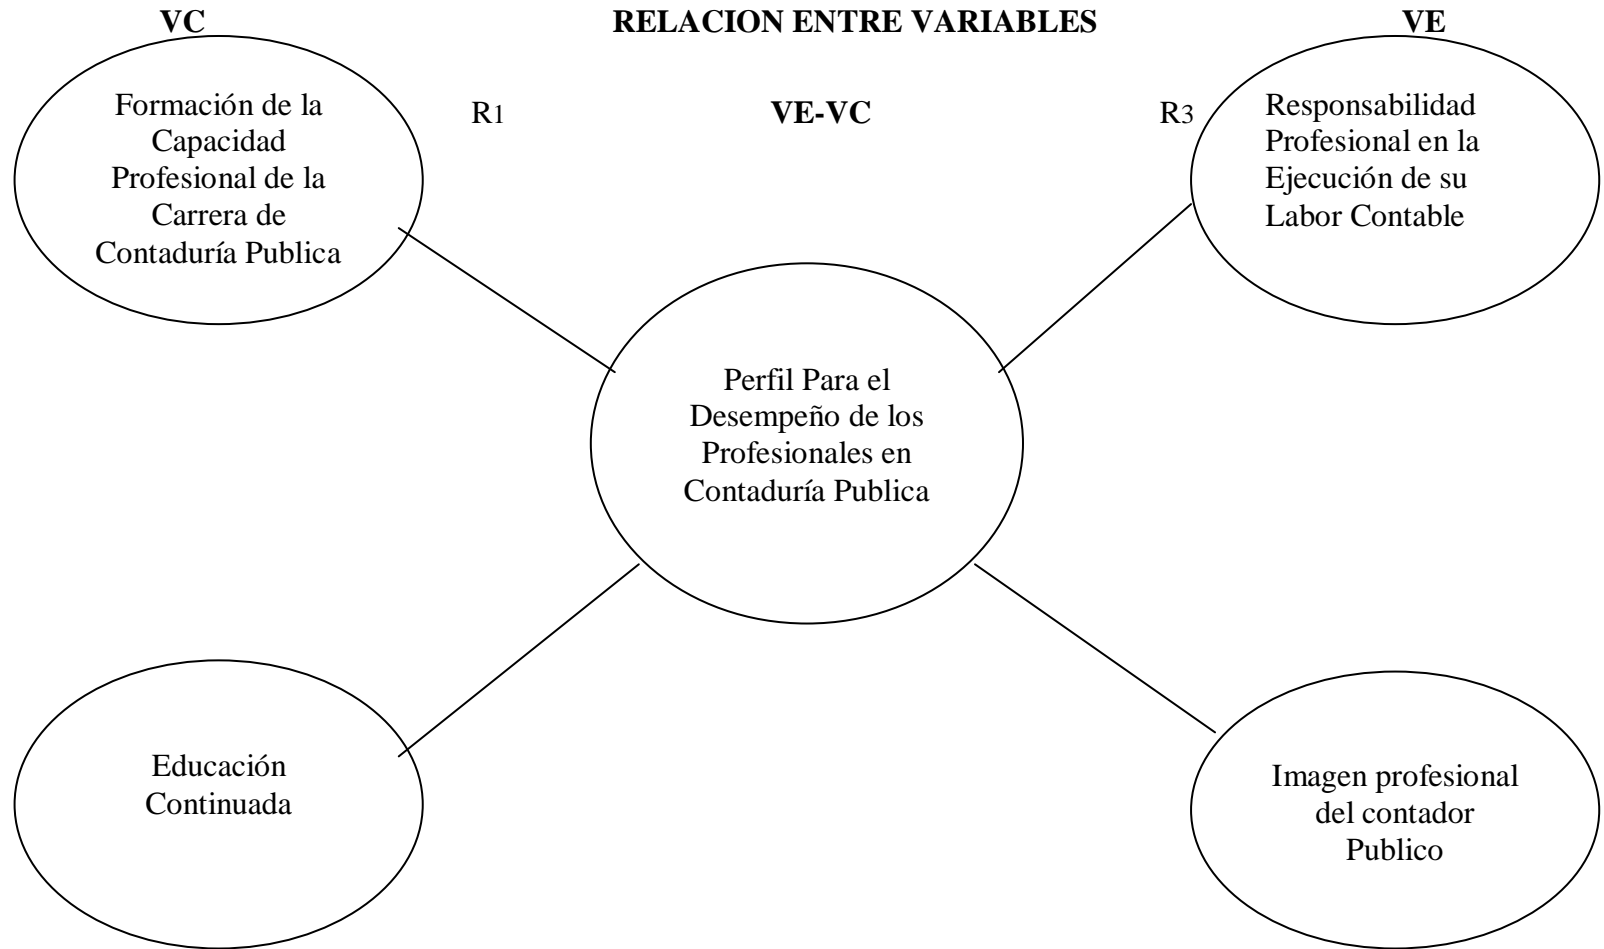 VC RELACION ENTRE VARIABLES VE
Formación de la
Capacidad
Profesional de la
Carrera de
Contaduría Publica
R1 VE-VC R3
Responsabilidad
Profesional en la
Ejecución de su
Labor Contable
Perfil Para el
Desempeño de los
Profesionales en
Contaduría Publica
Educación
Continuada
Imagen profesional
del contador
Publico